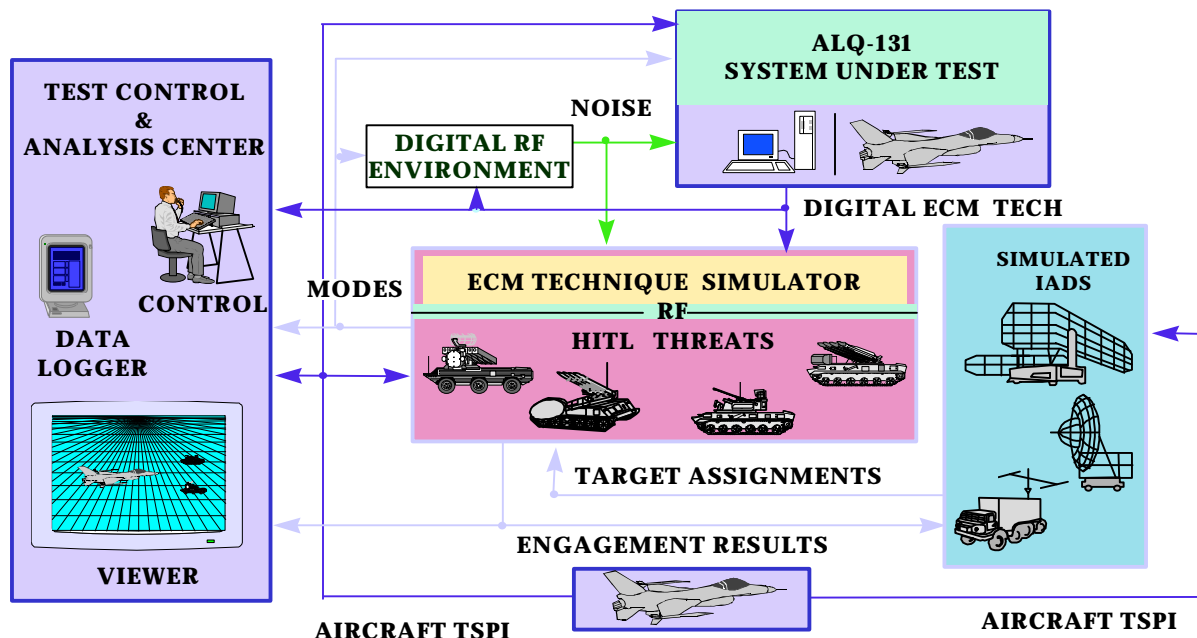 TEST CONTROL
&
ANALYSIS CENTER
CONTROL
DATA
LOGGER
VIEWER
ALQ-131
SYSTEM UNDER TEST
NOISE
DIGITAL RF
ENVIRONMENT
DIGITAL ECM TECH
MODES
ECM TECHNIQUE SIMULATOR
RF
HITL THREATS
SIMULATED
IADS
TARGET ASSIGNMENTS
ENGAGEMENT RESULTS
AIRCRAFT TSPI
AIRCRAFT TSPI